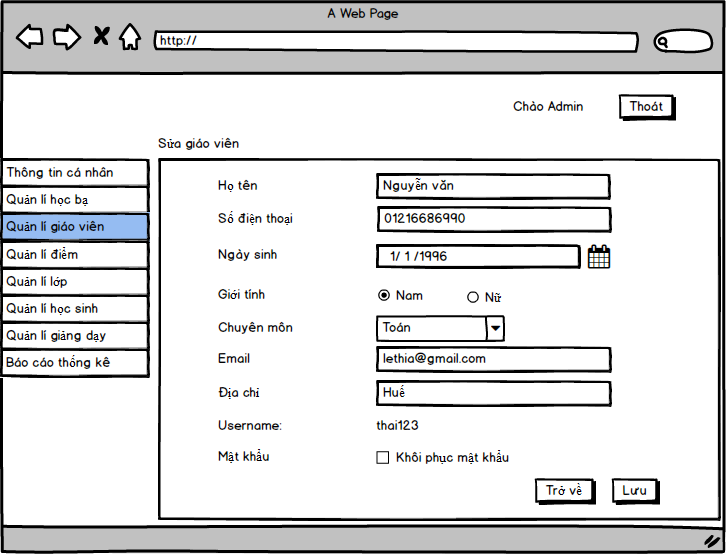 A Web Page
http://
Chào Admin
Thoát
Sửa giáo viên
Thông tin cá nhân
Quản lí học bạ
Quản lí giáo viên
Quản lí điểm
Quản lí lớp
Quản lí học sinh
Quản lí giảng dạy
Báo cáo thống kê
Họ tên
Nguyễn văn
Số điện thoại
01216686990
Ngày sinh
1/ 1 /1996
Giới tính
Nam
Nữ
Chuyên môn
Toán
Email
lethia@gmail.com
Địa chỉ
Huế
Username:
thai123
Mật khẩu
Khôi phục mật khẩu
Trở về
Lưu